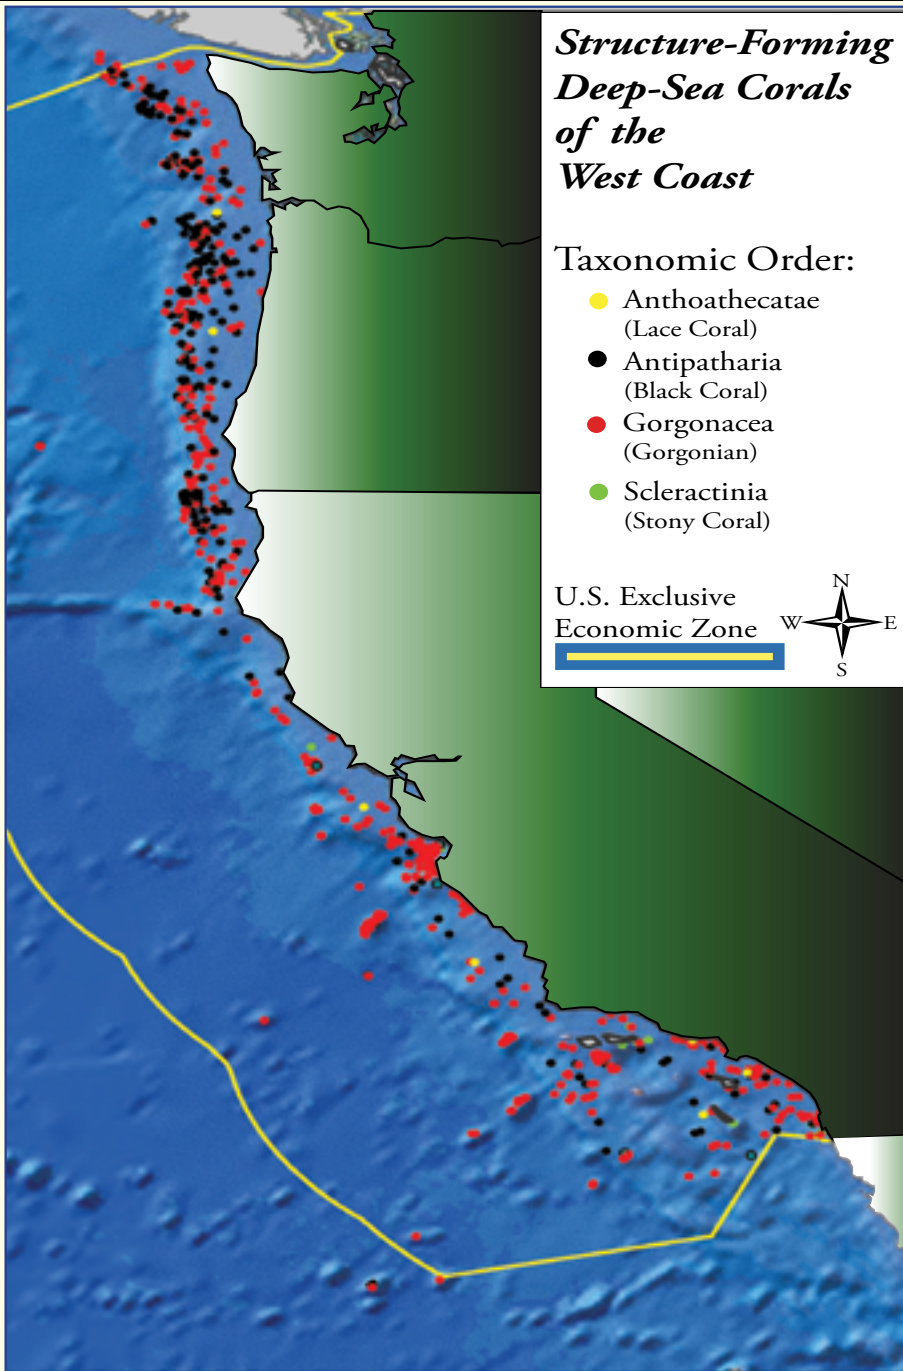 Structure-Forming
Deep-Sea Corals
of the
West Coast
Taxonomic Order:
Anthoathecatae
(Lace Coral)
Antipatharia
(Black Coral)
Gorgonacea
(Gorgonian)
Scleractinia
(Stony Coral)
U.S. Exclusive
Economic Zone
N
W
E
S